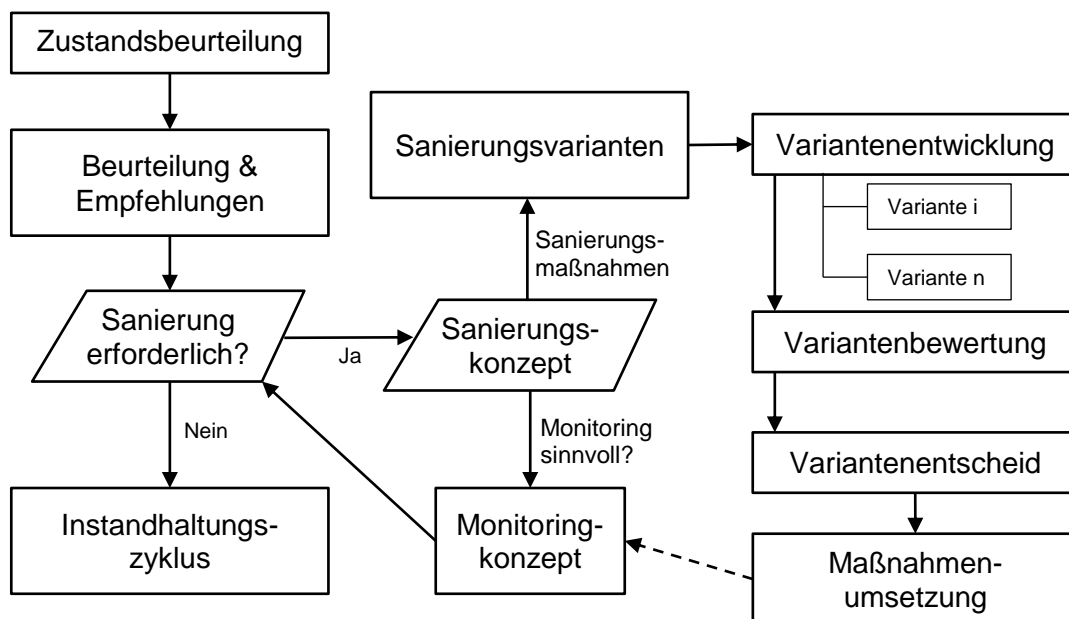 Zustandsbeurteilung
Beurteilung &
Empfehlungen
Sanierung
erforderlich?
Ja
Nein
Instandhaltungs-
zyklus
Sanierungsvarianten
Sanierungs-
maßnahmen
Sanierungs-
konzept
Monitoring
sinnvoll?
Monitoring-
konzept
Variantenentwicklung
Variante i
Variante n
Variantenbewertung
Variantenentscheid
Maßnahmen-
umsetzung